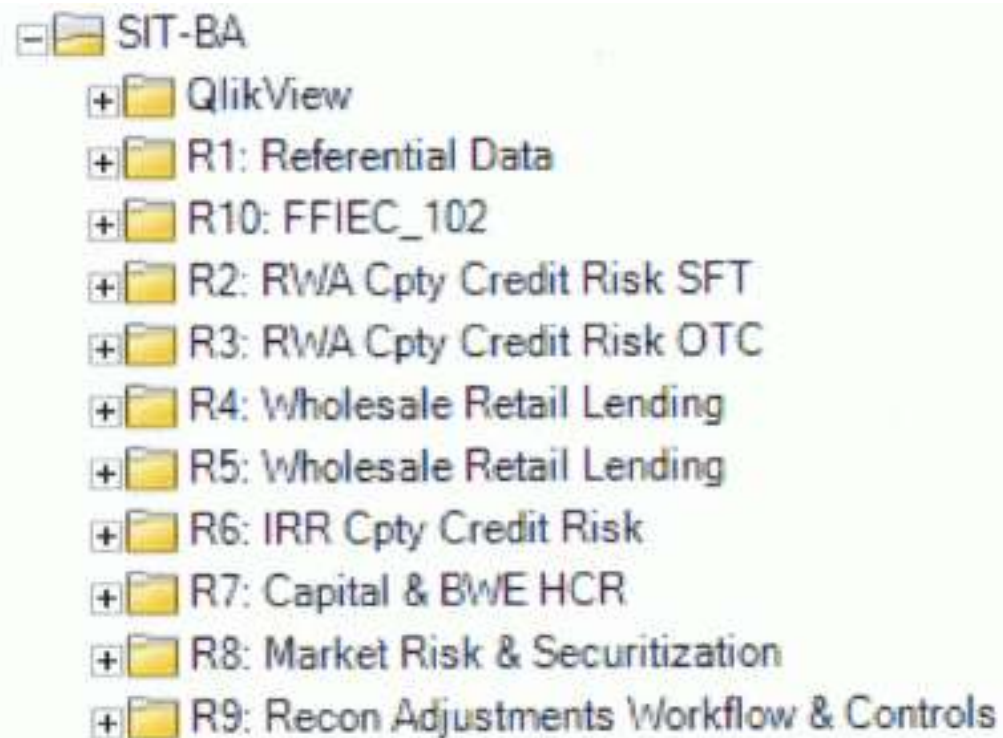 SIT-BA
QlikView
R1: Referential Data
R10: FFIEC_102
R2: RWA Cpty Credit Risk SFT
R3: RWA Cpty Credit Risk OTC
R4: Wholesale Retail Lending
R5: Wholesale Retail Lending
R6: IRR Cpty Credit Risk
R7: Capital & BWE HCR
R8: Market Risk & Securitization
R9: Recon Adjustments Workflow & Controls